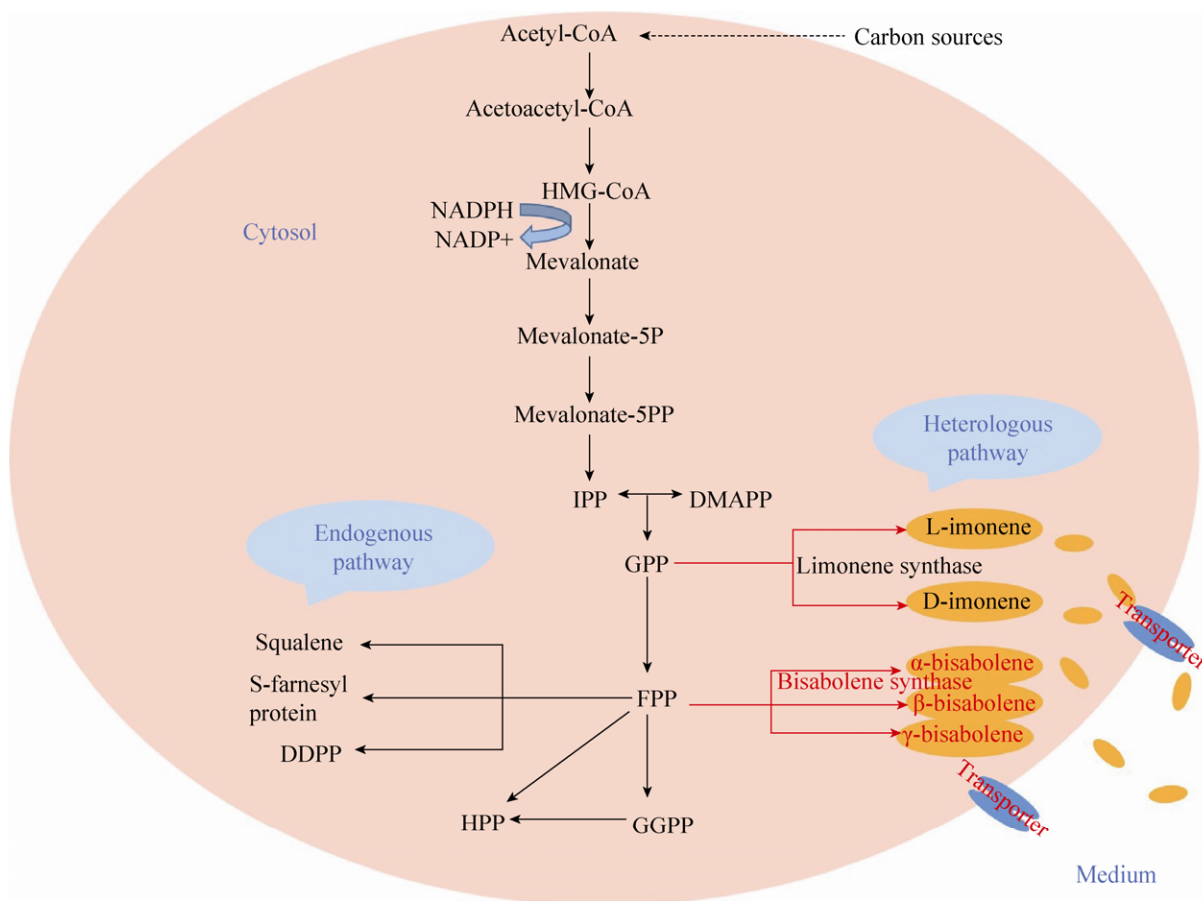 Acetyl-CoA
Carbon sources
Acetoacetyl-CoA
HMG-CoA
NADPH
NADP+
Cytosol
Mevalonate
Mevalonate-5P
Mevalonate-5PP
Heterologous
pathway
IPP
DMAPP
Endogenous
pathway
L-imonene
GPP
Limonene synthase
D-imonene
Transporter
Squalene
α-bisabolene
Bisabolene synthase
S-farnesyl
protein
FPP
β-bisabolene
γ-bisabolene
DDPP
Transporter
HPP
GGPP
Medium